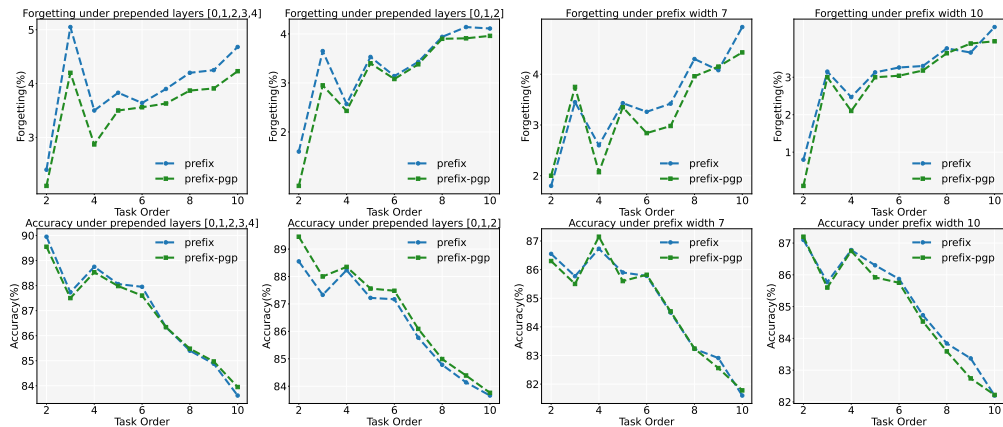 Forgetting under prepended layers [0,1,2,3,4]
Forgetting(%)
5
4
3
prefix
prefix-pgp
2 4 6 8 10
Task Order
Forgetting under prepended layers [0,1,2]
Forgetting(%)
4
3
2
prefix
prefix-pgp
2 4 6 8 10
Task Order
Forgetting under prefix width 7
Forgetting(%)
4
3
2
prefix
prefix-pgp
2 4 6 8 10
Task Order
Forgetting under prefix width 10
Forgetting(%)
3
2
1
prefix
prefix-pgp
2 4 6 8 10
Task Order
Accuracy under prepended layers [0,1,2,3,4]
Accuracy(%)
90
89
88
87
86
85
84
prefix
prefix-pgp
2 4 6 8 10
Task Order
Accuracy under prepended layers [0,1,2]
Accuracy(%)
89
88
87
86
85
84
prefix
prefix-pgp
2 4 6 8 10
Task Order
Accuracy under prefix width 7
Accuracy(%)
87
86
85
84
83
82
prefix
prefix-pgp
2 4 6 8 10
Task Order
Accuracy under prefix width 10
Accuracy(%)
87
86
85
84
83
82
prefix
prefix-pgp
2 4 6 8 10
Task Order